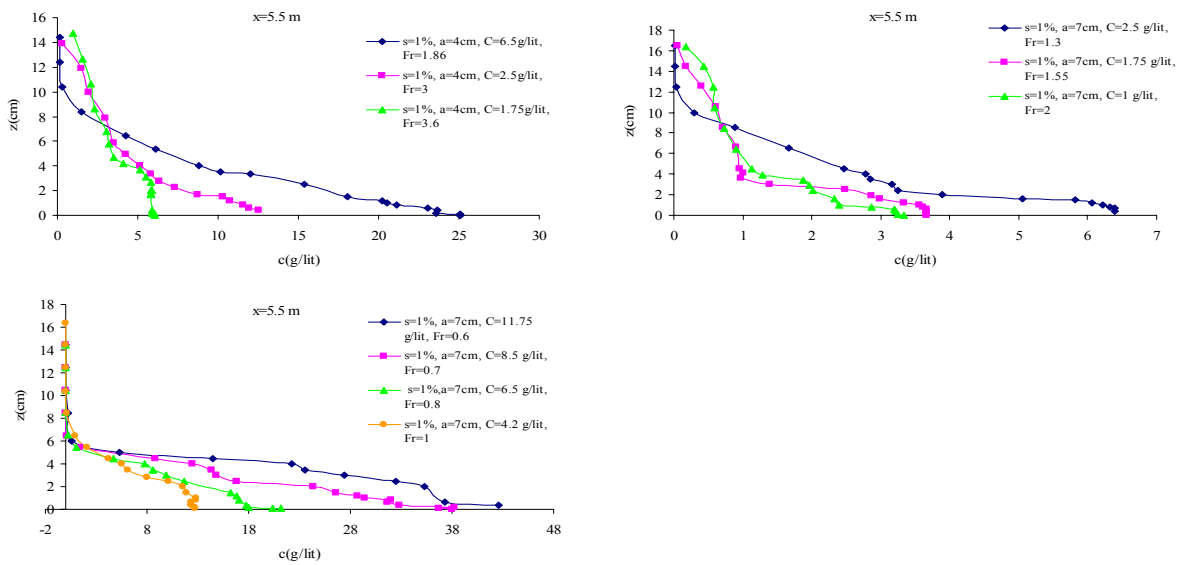 x=5.5 m
16
14
12
10
8
6
4
2
0
z(cm)
0 5 10 15 20 25 30
c(g/lit)
s=1%, a=4cm, C=6.5g/lit,
Fr=1.86
s=1%, a=4cm, C=2.5g/lit,
Fr=3
s=1%, a=4cm, C=1.75g/lit,
Fr=3.6
x=5.5 m
18
16
14
12
10
8
6
4
2
0
z(cm)
0 1 2 3 4 5 6 7
c(g/lit)
s=1%, a=7cm, C=2.5 g/lit,
Fr=1.3
s=1%, a=7cm, C=1.75 g/lit,
Fr=1.55
s=1%, a=7cm, C=1 g/lit,
Fr=2
x=5.5 m
18
16
14
12
10
8
6
4
2
0
z(cm)
-2 8 18 28 38 48
c(g/lit)
s=1%, a=7cm, C=11.75
g/lit, Fr=0.6
s=1%, a=7cm, C=8.5 g/lit,
Fr=0.7
s=1%,a=7cm, C=6.5 g/lit,
Fr=0.8
s=1%, a=7cm, C=4.2 g/lit,
Fr=1